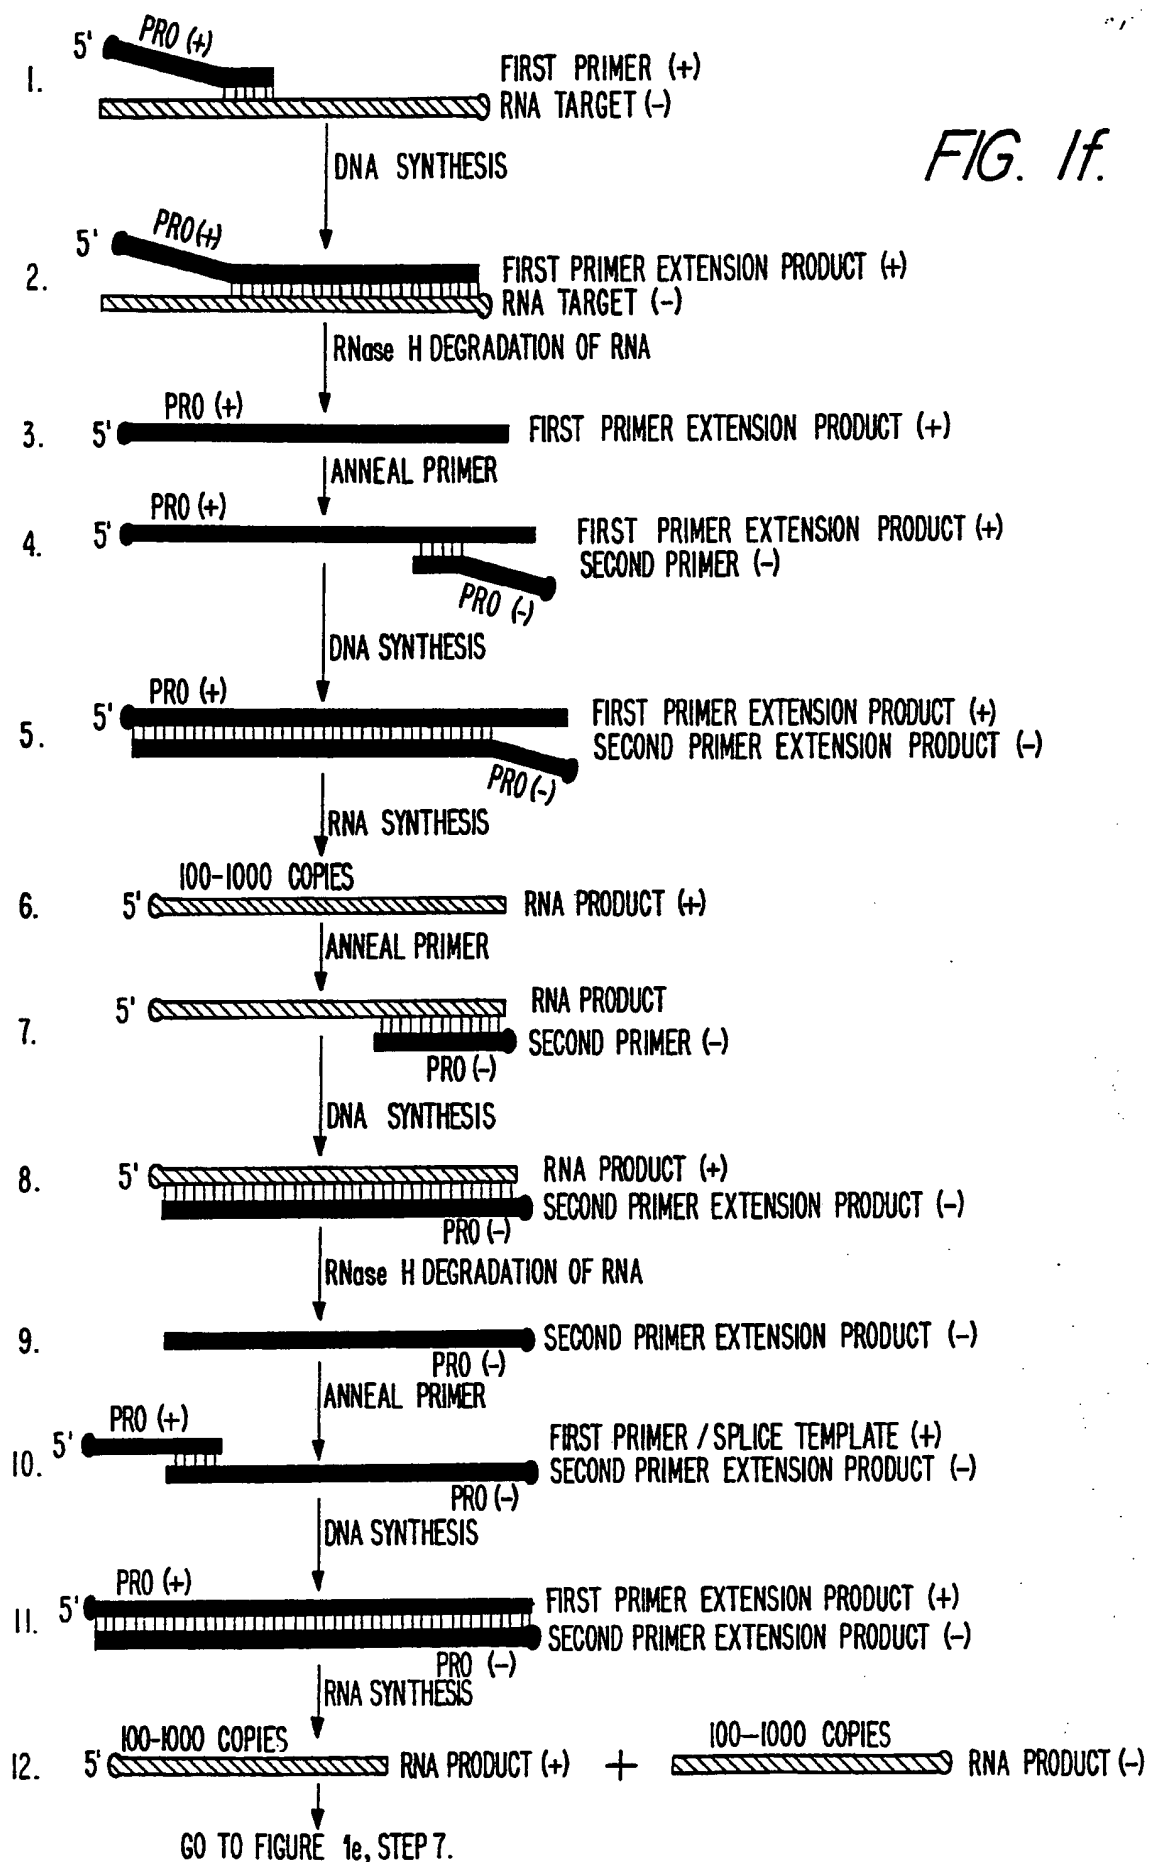 FIG. 1f.
5' PRO (+)
1.
FIRST PRIMER (+)
RNA TARGET (-)
DNA SYNTHESIS
5' PRO (+)
2.
FIRST PRIMER EXTENSION PRODUCT (+)
RNA TARGET (-)
RNase H DEGRADATION OF RNA
PRO (+)
3. 5' FIRST PRIMER EXTENSION PRODUCT (+)
ANNEAL PRIMER
PRO (+)
4. 5' FIRST PRIMER EXTENSION PRODUCT (+)
SECOND PRIMER (-)
PRO (-)
DNA SYNTHESIS
PRO (+)
5. 5' FIRST PRIMER EXTENSION PRODUCT (+)
SECOND PRIMER EXTENSION PRODUCT (-)
PRO (-)
RNA SYNTHESIS
100-1000 COPIES
6. 5' RNA PRODUCT (+)
ANNEAL PRIMER
7. 5' RNA PRODUCT
SECOND PRIMER (-)
PRO (-)
DNA SYNTHESIS
8. 5' RNA PRODUCT (+)
SECOND PRIMER EXTENSION PRODUCT (-)
PRO (-)
RNase H DEGRADATION OF RNA
9. SECOND PRIMER EXTENSION PRODUCT (-)
PRO (-)
ANNEAL PRIMER
PRO (+)
10. 5' FIRST PRIMER / SPLICE TEMPLATE (+)
SECOND PRIMER EXTENSION PRODUCT (-)
PRO (-)
DNA SYNTHESIS
PRO (+)
11. 5' FIRST PRIMER EXTENSION PRODUCT (+)
SECOND PRIMER EXTENSION PRODUCT (-)
PRO (-)
RNA SYNTHESIS
100-1000 COPIES 100-1000 COPIES
12. 5' RNA PRODUCT (+) + RNA PRODUCT (-)
GO TO FIGURE 1e, STEP 7.